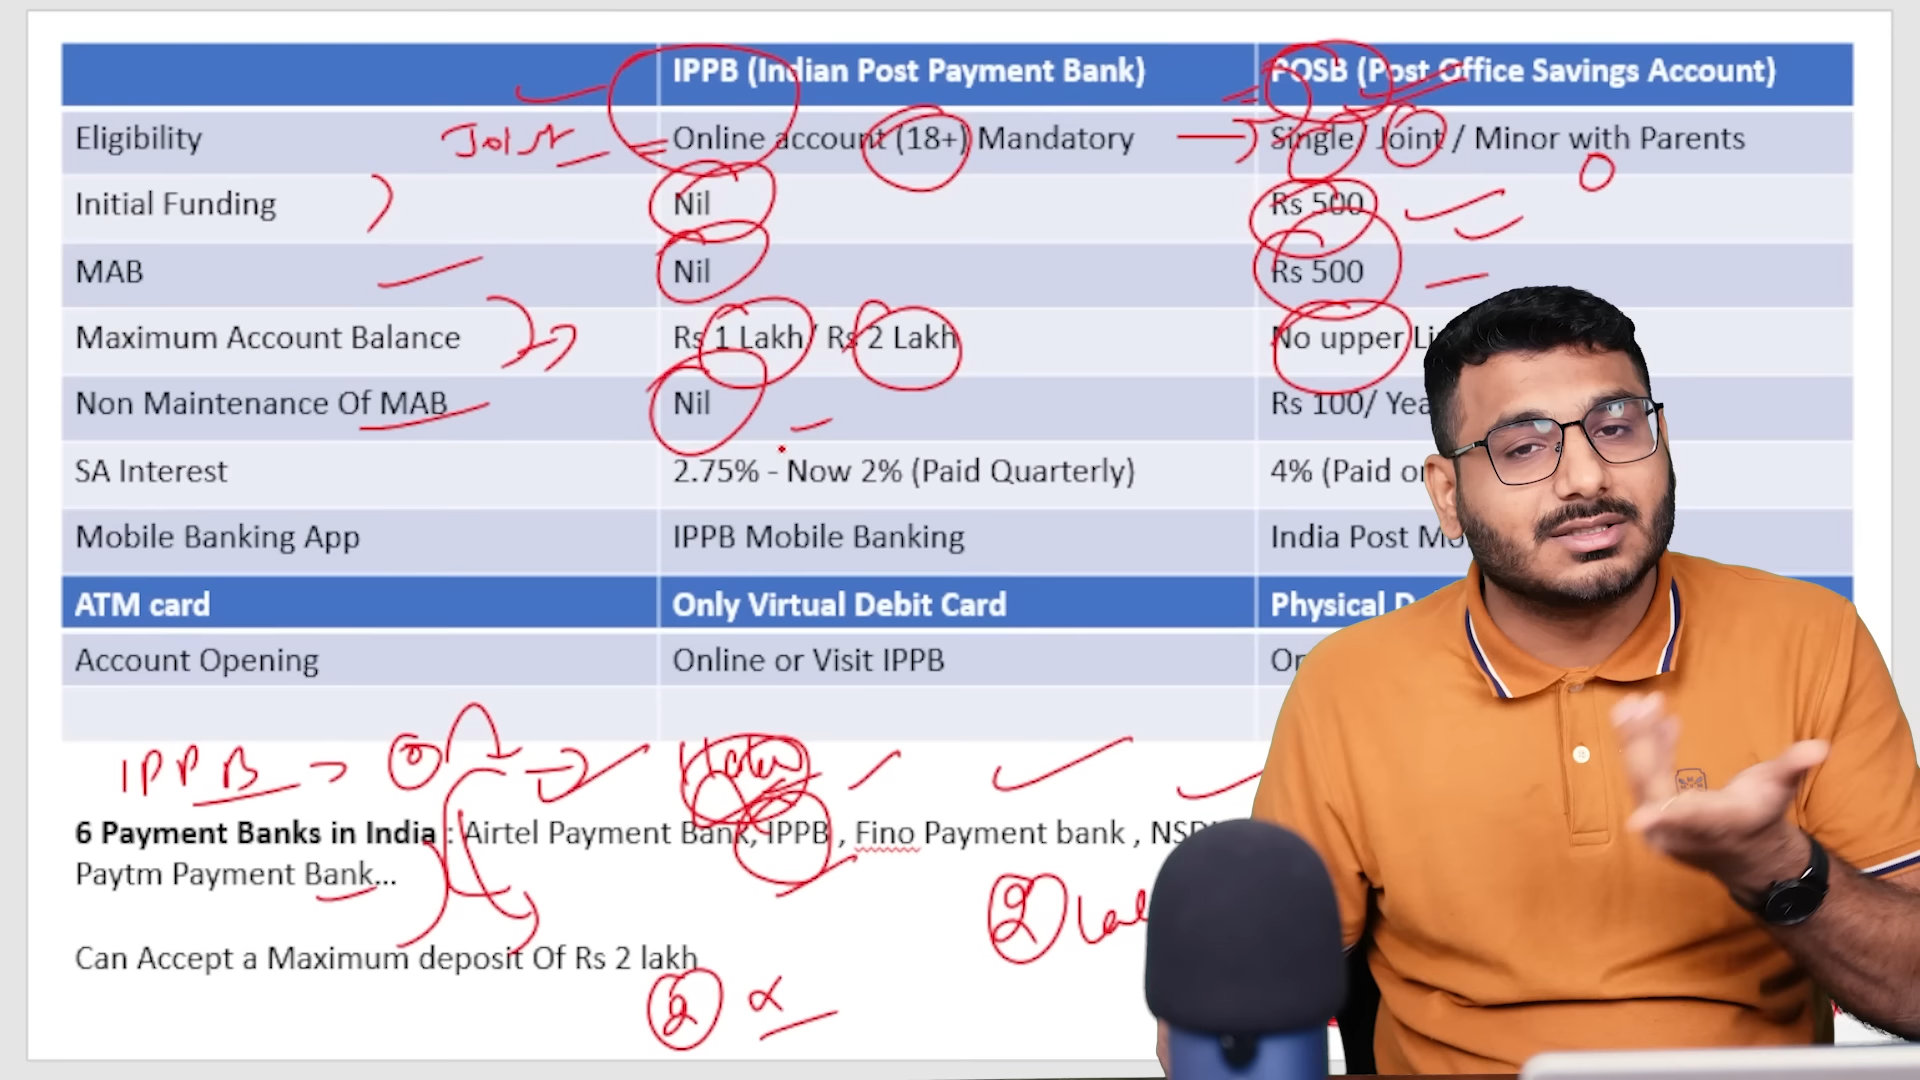 IPPB (Indian Post Payment Bank) POSB (Post Office Savings Account)
Eligibility Joint Online account (18+) Mandatory Single/ Joint / Minor with Parents
Initial Funding Nil Rs 500
MAB Nil Rs 500
Maximum Account Balance Rs 1 Lakh/ Rs 2 Lakh No upper
Non Maintenance Of MAB Nil Rs 100/
SA Interest 2.75% - Now 2% (Paid Quarterly) 4% (Paid
Mobile Banking App IPPB Mobile Banking India Post
ATM card Only Virtual Debit Card Physical
Account Opening Online or Visit IPPB
IPPB
6 Payment Banks in India : Airtel Payment Bank, IPPB , Fino Payment bank ,
Paytm Payment Bank...
2
Can Accept a Maximum deposit Of Rs 2 lakh
2